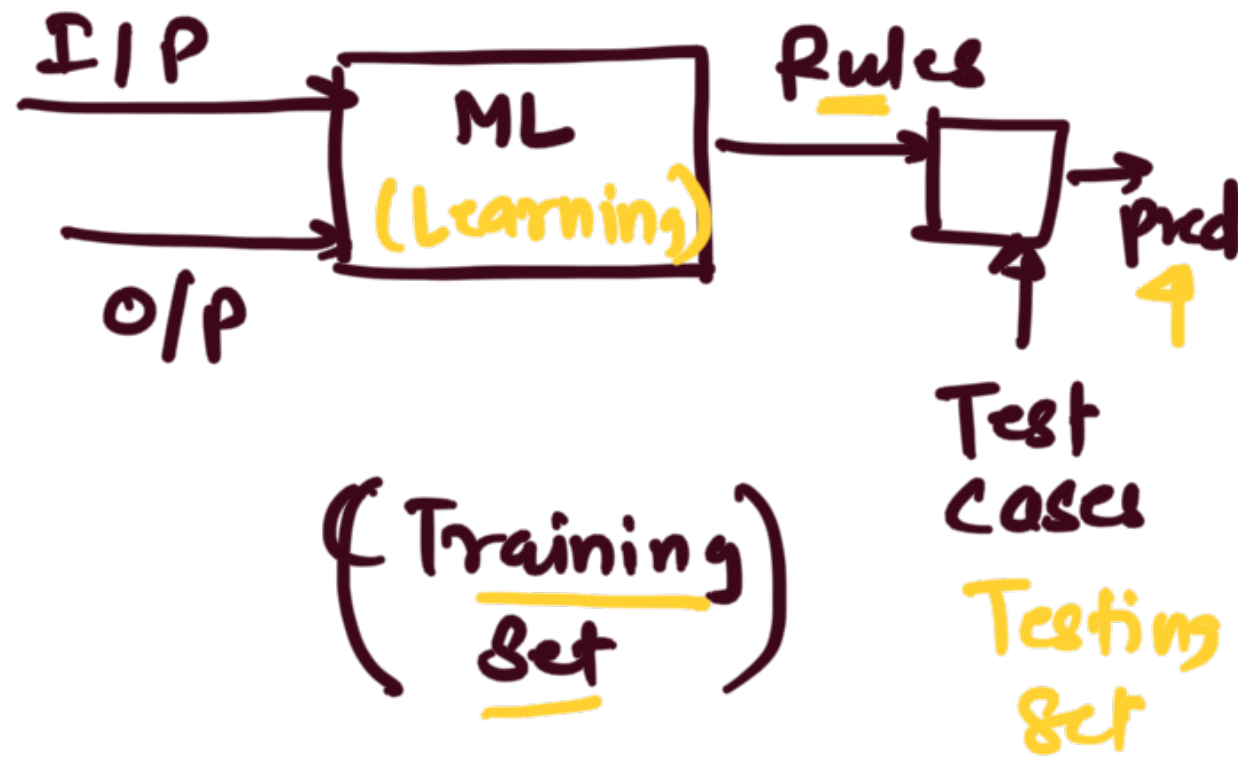 I/P
ML
(Learning)
O/P
Rules
pred
Test
cases
Testing
set
(Training
set)